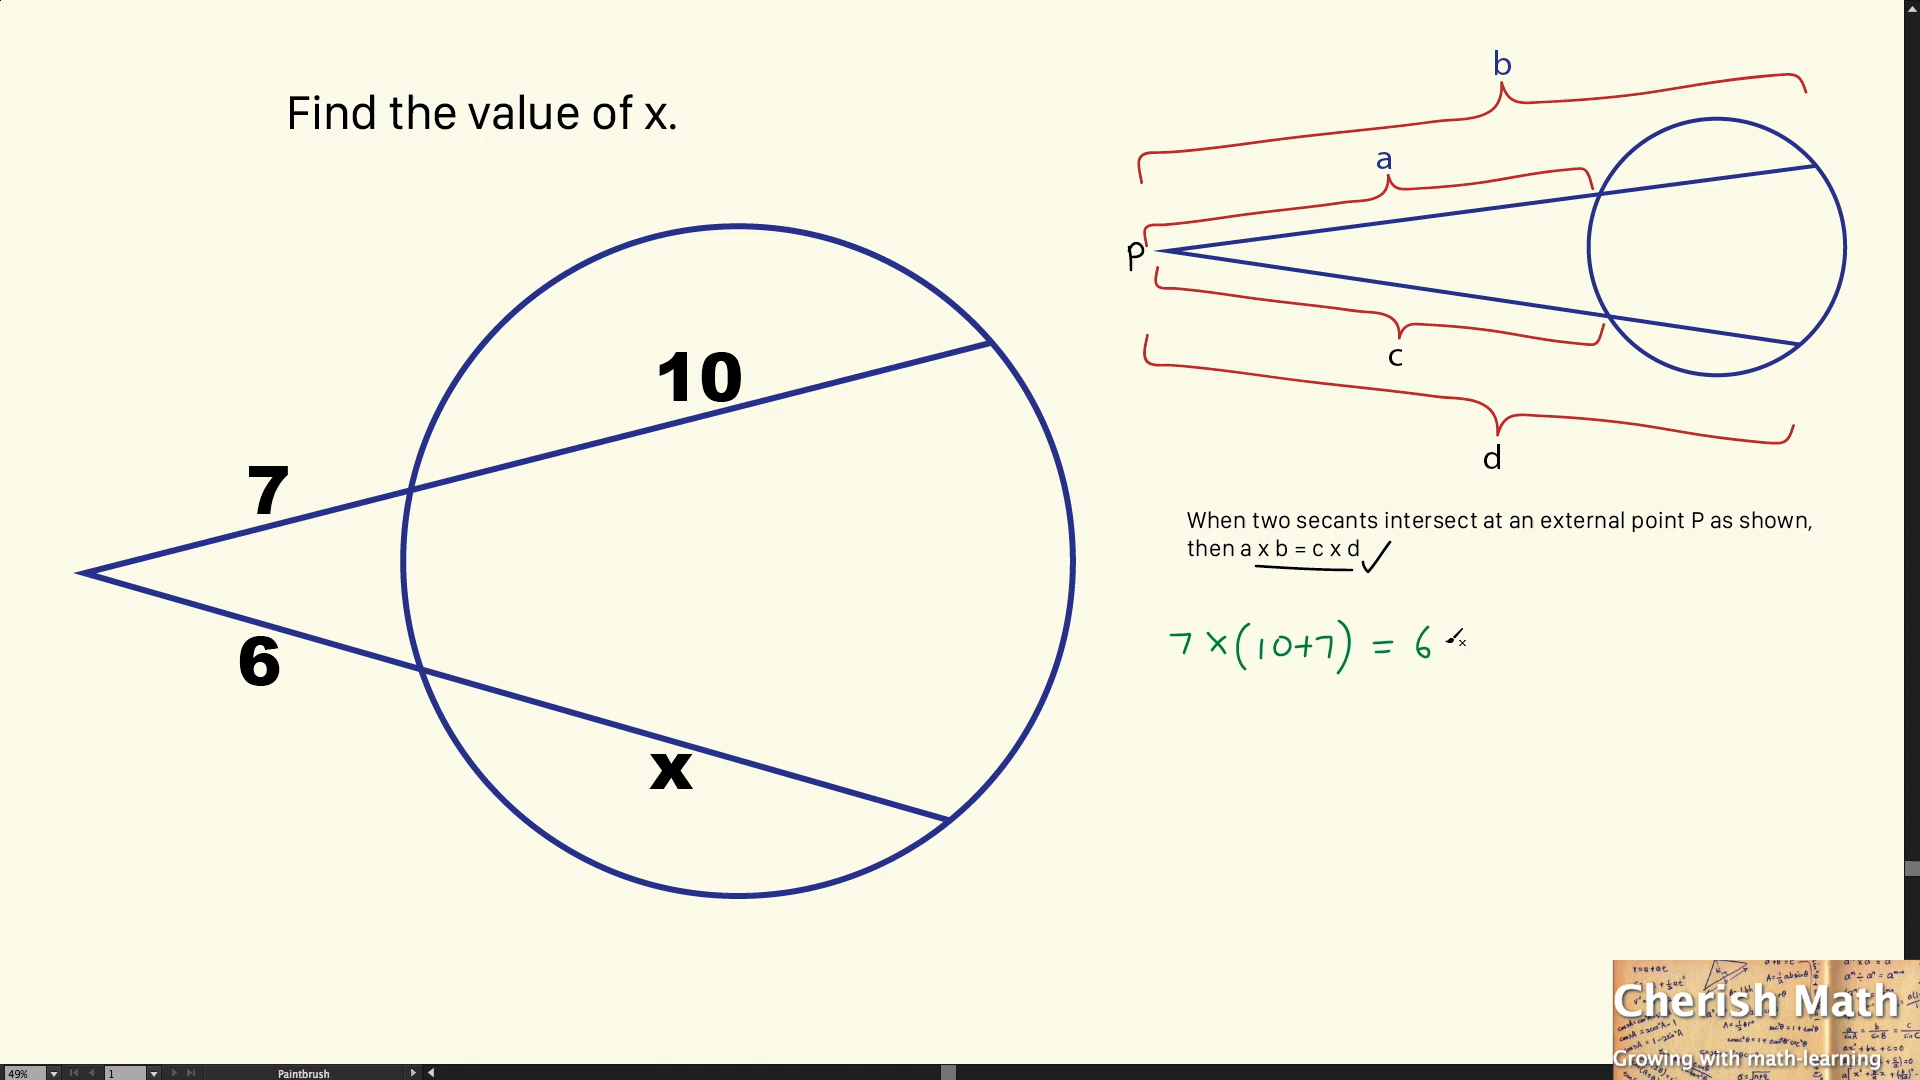 Find the value of x.
10
7
6
x
b
a
P
c
d
When two secants intersect at an external point P as shown,
then a x b = c x d ✓
7 × (10+7) = 6
Cherish Math
Growing with math-learning
49%
1
Paintbrush